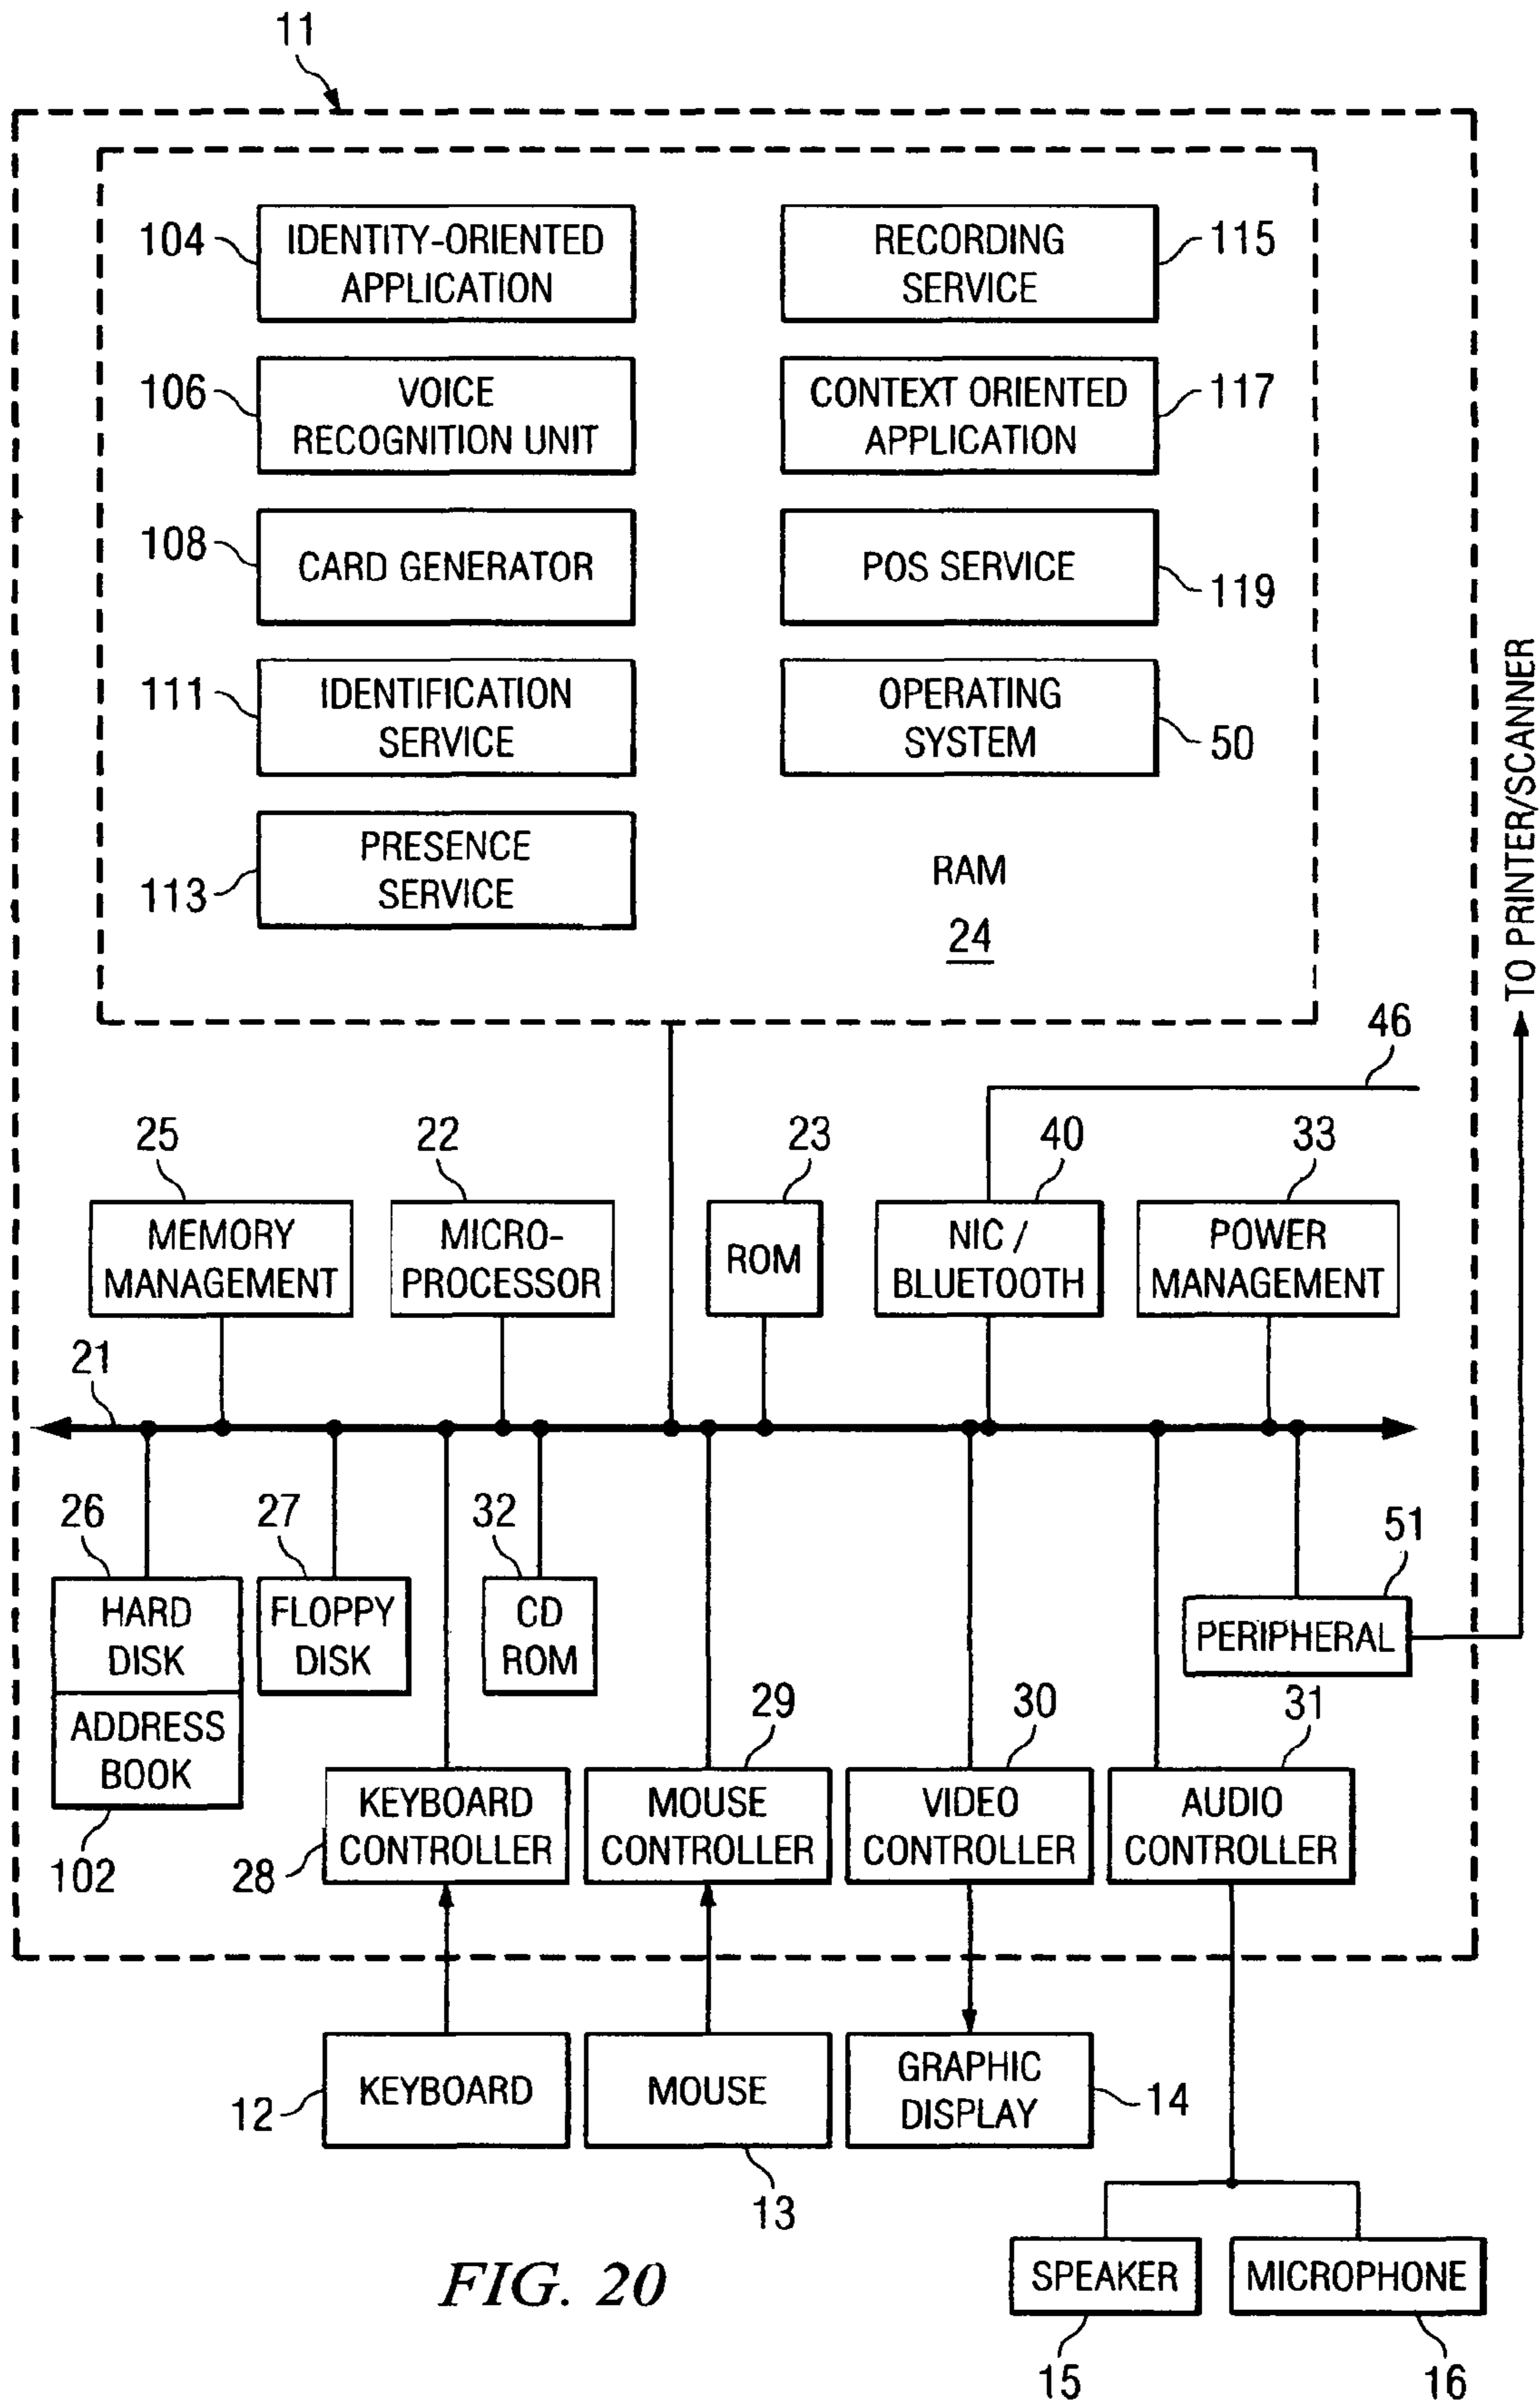 11
104
IDENTITY-ORIENTED
APPLICATION
RECORDING
SERVICE
115
106
VOICE
RECOGNITION UNIT
CONTEXT ORIENTED
APPLICATION
117
108
CARD GENERATOR
POS SERVICE
119
111
IDENTIFICATION
SERVICE
OPERATING
SYSTEM
50
113
PRESENCE
SERVICE
RAM
24
TO PRINTER/SCANNER
46
25
22
23
40
33
MEMORY
MANAGEMENT
MICRO-
PROCESSOR
ROM
NIC /
BLUETOOTH
POWER
MANAGEMENT
21
26
27
32
51
HARD
DISK
FLOPPY
DISK
CD
ROM
PERIPHERAL
ADDRESS
BOOK
102
29
30
31
KEYBOARD
CONTROLLER
28
MOUSE
CONTROLLER
VIDEO
CONTROLLER
AUDIO
CONTROLLER
12
KEYBOARD
MOUSE
13
GRAPHIC
DISPLAY
14
SPEAKER
MICROPHONE
15
16
FIG. 20